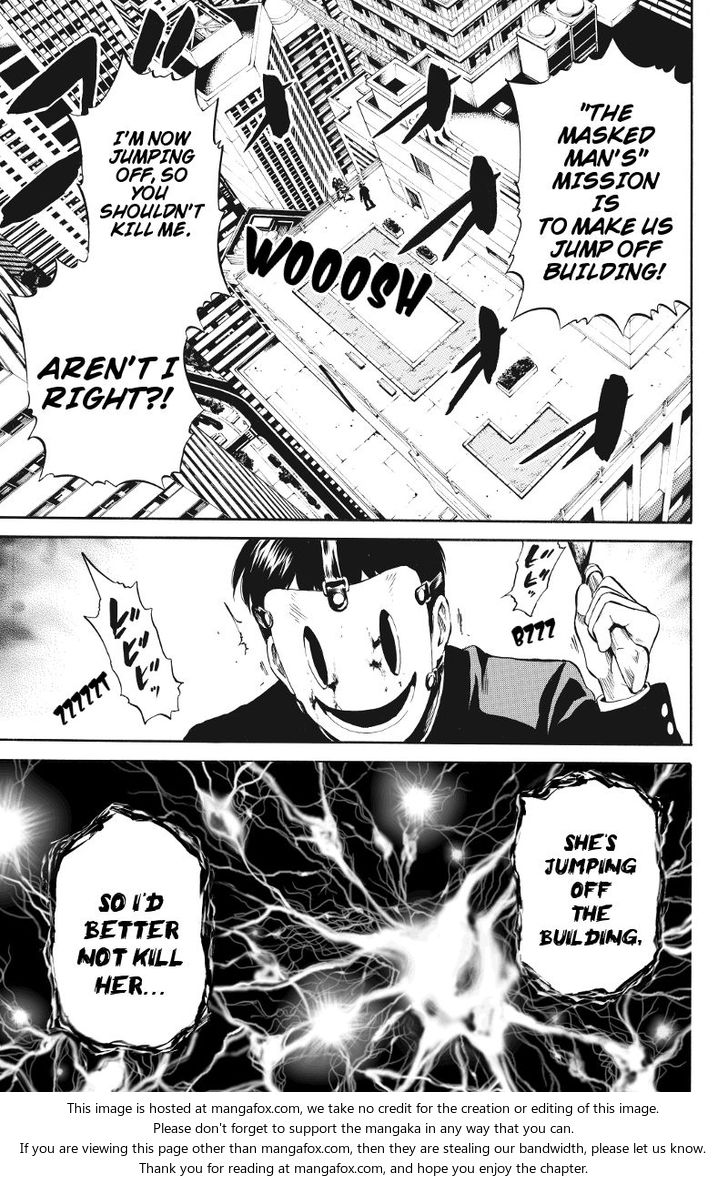 "THE
MASKED
MAN'S"
MISSION
IS
TO MAKE US
JUMP OFF
BUILDING!
I'M NOW
JUMPING
OFF, SO
YOU
SHOULDN'T
KILL ME.
WOOOSH
AREN'T I
RIGHT?!
ビビッ
BZZZ
ビビビッ
ZZZZZT
SHE'S
JUMPING
OFF
THE
BUILDING,
SO I'D
BETTER
NOT KILL
HER...
This image is hosted at mangafox.com, we take no credit for the creation or editing of this image.
Please don't forget to support the mangaka in any way that you can.
If you are viewing this page other than mangafox.com, then they are stealing our bandwidth, please let us know.
Thank you for reading at mangafox.com, and hope you enjoy the chapter.